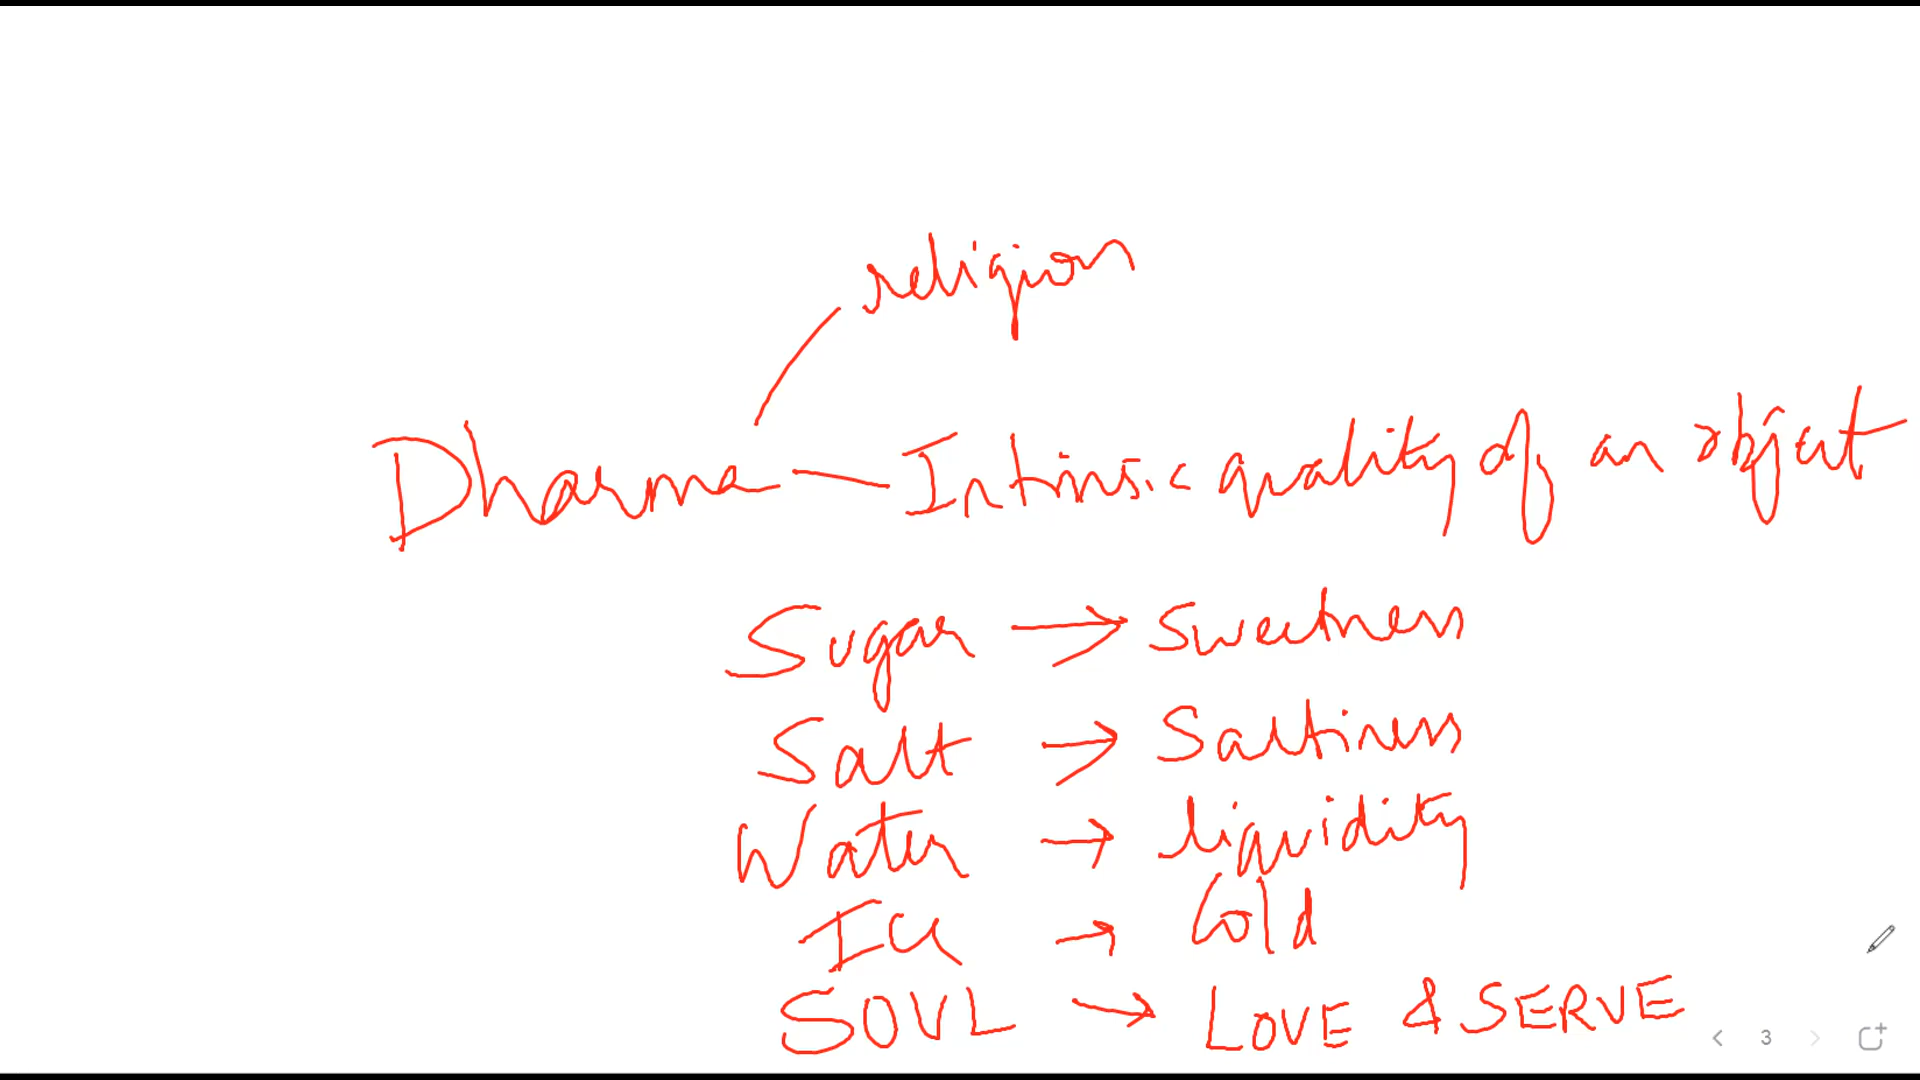 religion
Dharma — Intrinsic quality of an object
Sugar → Sweetness
Salt → Saltiness
Water → liquidity
Ice → Cold
SOUL → LOVE & SERVE
3